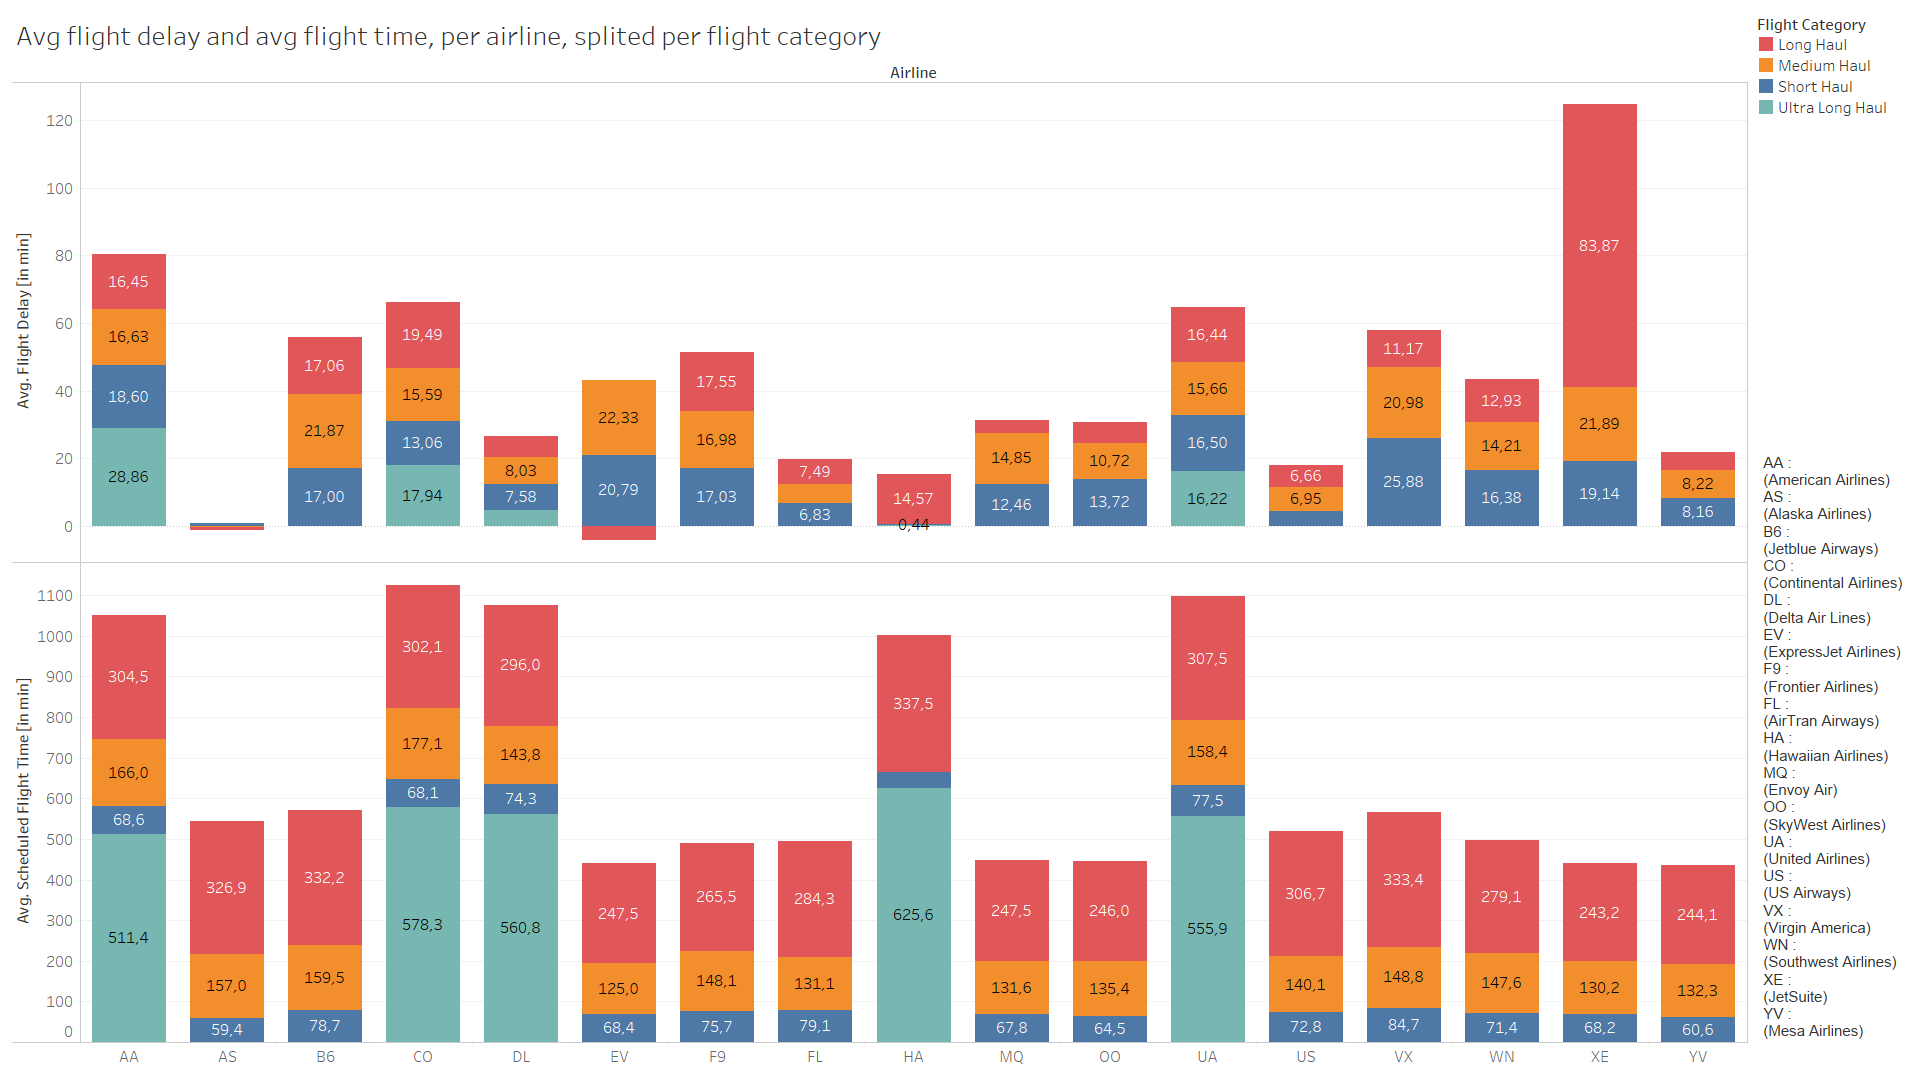 Avg flight delay and avg flight time, per airline, splited per flight category
Flight Category
Long Haul
Medium Haul
Short Haul
Ultra Long Haul
Airline
Avg. Flight Delay [in min]
120
100
80
60
40
20
0
16,45
16,63
18,60
28,86
17,06
21,87
17,00
19,49
15,59
13,06
17,94
8,03
7,58
22,33
20,79
17,55
16,98
17,03
7,49
6,83
14,57
0,44
14,85
12,46
10,72
13,72
16,44
15,66
16,50
16,22
6,66
6,95
11,17
20,98
25,88
12,93
14,21
16,38
83,87
21,89
19,14
8,22
8,16
Avg. Scheduled Flight Time [in min]
1100
1000
900
800
700
600
500
400
300
200
100
0
304,5
166,0
68,6
511,4
326,9
157,0
59,4
332,2
159,5
78,7
302,1
177,1
68,1
578,3
296,0
143,8
74,3
560,8
247,5
125,0
68,4
265,5
148,1
75,7
284,3
131,1
79,1
337,5
625,6
247,5
131,6
67,8
246,0
135,4
64,5
307,5
158,4
77,5
555,9
306,7
140,1
72,8
333,4
148,8
84,7
279,1
147,6
71,4
243,2
130,2
68,2
244,1
132,3
60,6
AA AS B6 CO DL EV F9 FL HA MQ OO UA US VX WN XE YV
AA :
(American Airlines)
AS :
(Alaska Airlines)
B6 :
(Jetblue Airways)
CO :
(Continental Airlines)
DL :
(Delta Air Lines)
EV :
(ExpressJet Airlines)
F9 :
(Frontier Airlines)
FL :
(AirTran Airways)
HA :
(Hawaiian Airlines)
MQ :
(Envoy Air)
OO :
(SkyWest Airlines)
UA :
(United Airlines)
US :
(US Airways)
VX :
(Virgin America)
WN :
(Southwest Airlines)
XE :
(JetSuite)
YV :
(Mesa Airlines)